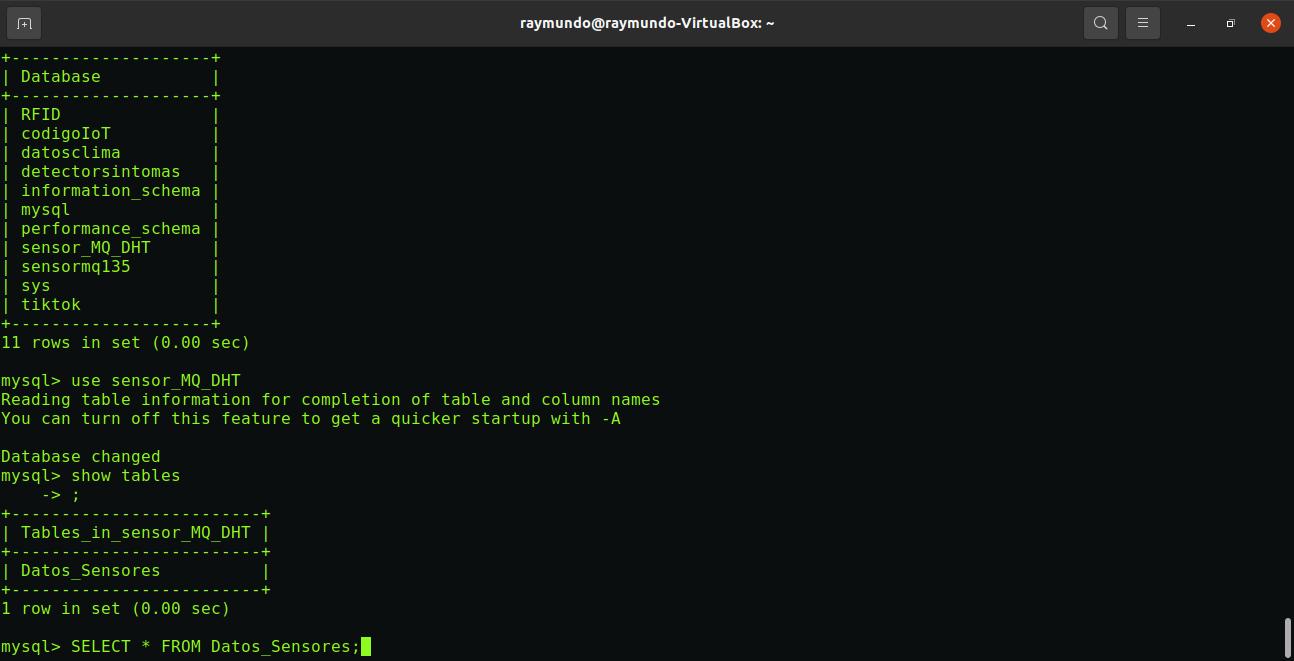 raymundo@raymundo-VirtualBox: ~
+--------------------+
| Database           |
+--------------------+
| RFID               |
| codigoIoT          |
| datosclima         |
| detectorsintomas   |
| information_schema |
| mysql              |
| performance_schema |
| sensor_MQ_DHT      |
| sensormq135        |
| sys                |
| tiktok             |
+--------------------+
11 rows in set (0.00 sec)
mysql> use sensor_MQ_DHT
Reading table information for completion of table and column names
You can turn off this feature to get a quicker startup with -A
Database changed
mysql> show tables
    -> ;
+-------------------------+
| Tables_in_sensor_MQ_DHT |
+-------------------------+
| Datos_Sensores          |
+-------------------------+
1 row in set (0.00 sec)
mysql> SELECT * FROM Datos_Sensores;